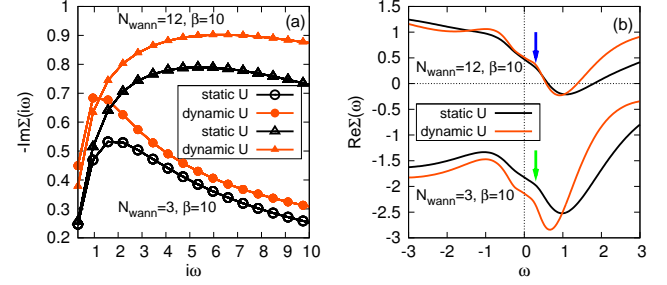 (a)
N_wann=12, β=10
static U
dynamic U
static U
dynamic U
N_wann=3, β=10
-ImΣ(iω)
1
0.9
0.8
0.7
0.6
0.5
0.4
0.3
0.2
1 2 3 4 5 6 7 8 9 10
iω
(b)
N_wann=12, β=10
static U
dynamic U
N_wann=3, β=10
ReΣ(ω)
1.5
1
0.5
0
-0.5
-1
-1.5
-2
-2.5
-3
-3 -2 -1 0 1 2 3
ω